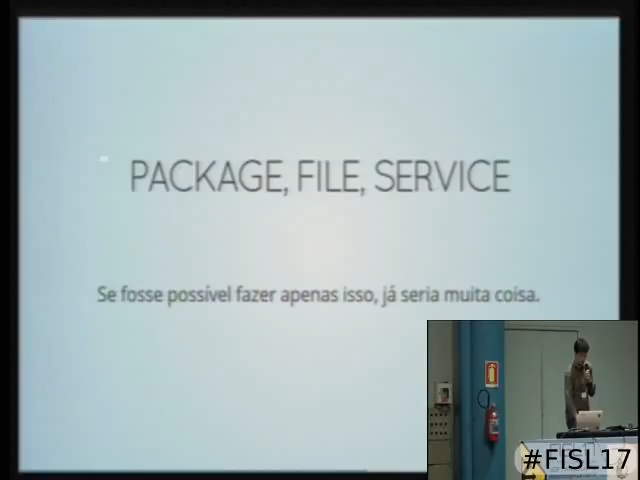 PACKAGE, FILE, SERVICE
Se fosse possível fazer apenas isso, já seria muita coisa.
#FISL17